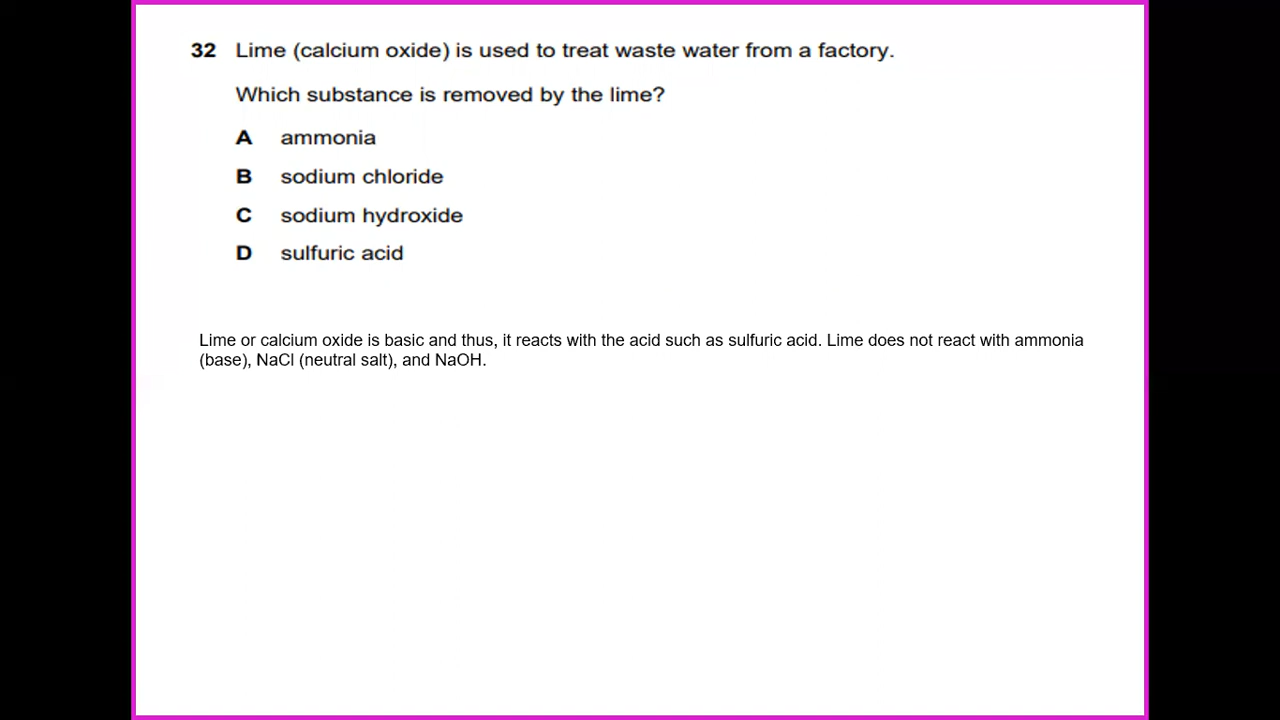 32 Lime (calcium oxide) is used to treat waste water from a factory.
Which substance is removed by the lime?
A ammonia
B sodium chloride
C sodium hydroxide
D sulfuric acid
Lime or calcium oxide is basic and thus, it reacts with the acid such as sulfuric acid. Lime does not react with ammonia
(base), NaCl (neutral salt), and NaOH.